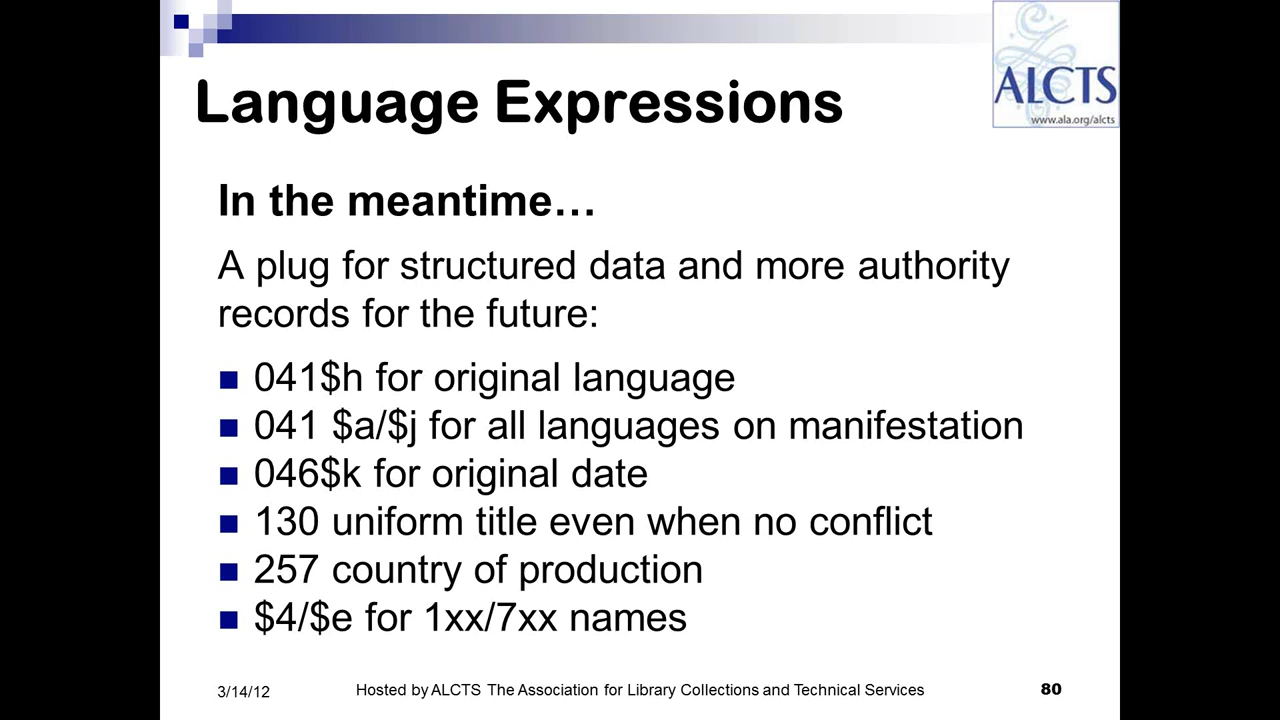 ALCTS
www.ala.org/alcts
Language Expressions
In the meantime…
A plug for structured data and more authority
records for the future:
041$h for original language
041 $a/$j for all languages on manifestation
046$k for original date
130 uniform title even when no conflict
257 country of production
$4/$e for 1xx/7xx names
3/14/12
Hosted by ALCTS The Association for Library Collections and Technical Services
80